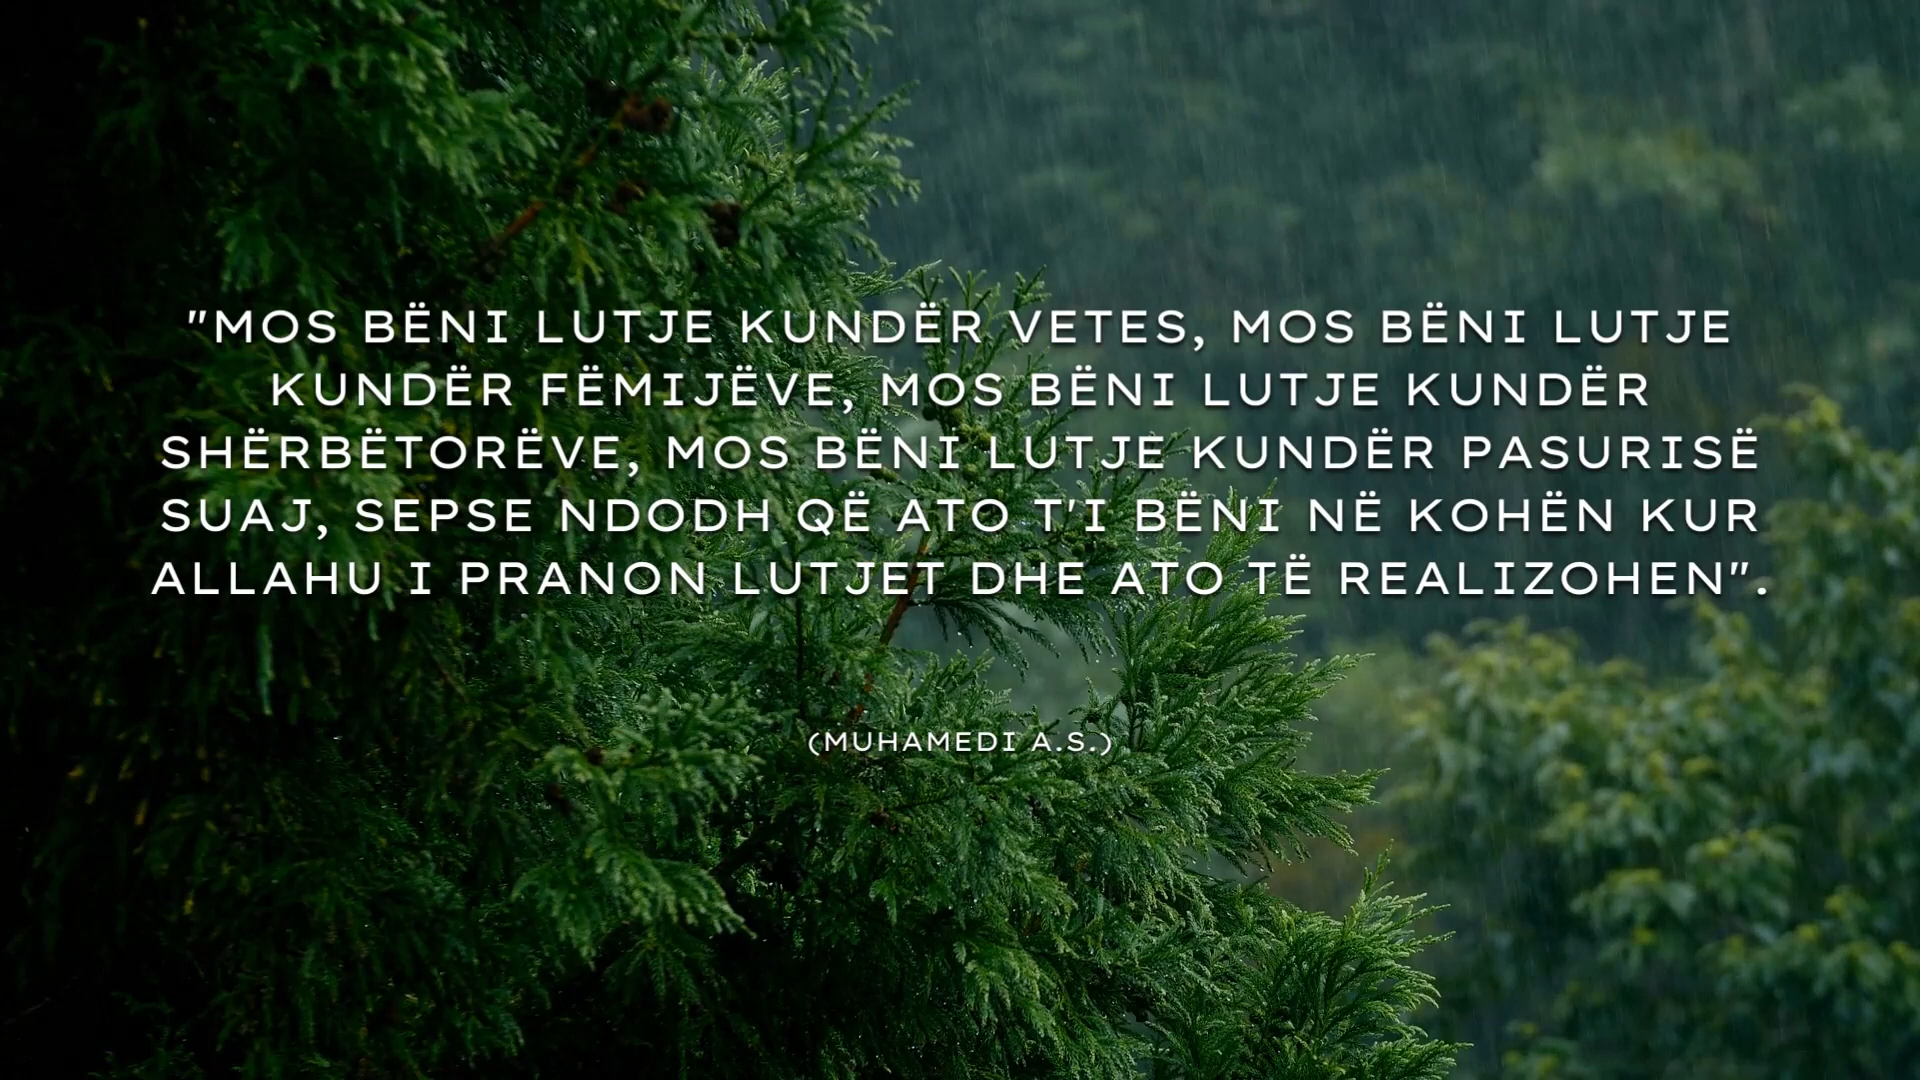 "MOS BËNI LUTJE KUNDËR VETES, MOS BËNI LUTJE
KUNDËR FËMIJËVE, MOS BËNI LUTJE KUNDËR
SHËRBËTORËVE, MOS BËNI LUTJE KUNDËR PASURISË
SUAJ, SEPSE NDODH QË ATO T'I BËNI NË KOHËN KUR
ALLAHU I PRANON LUTJET DHE ATO TË REALIZOHEN".
(MUHAMEDI A.S.)